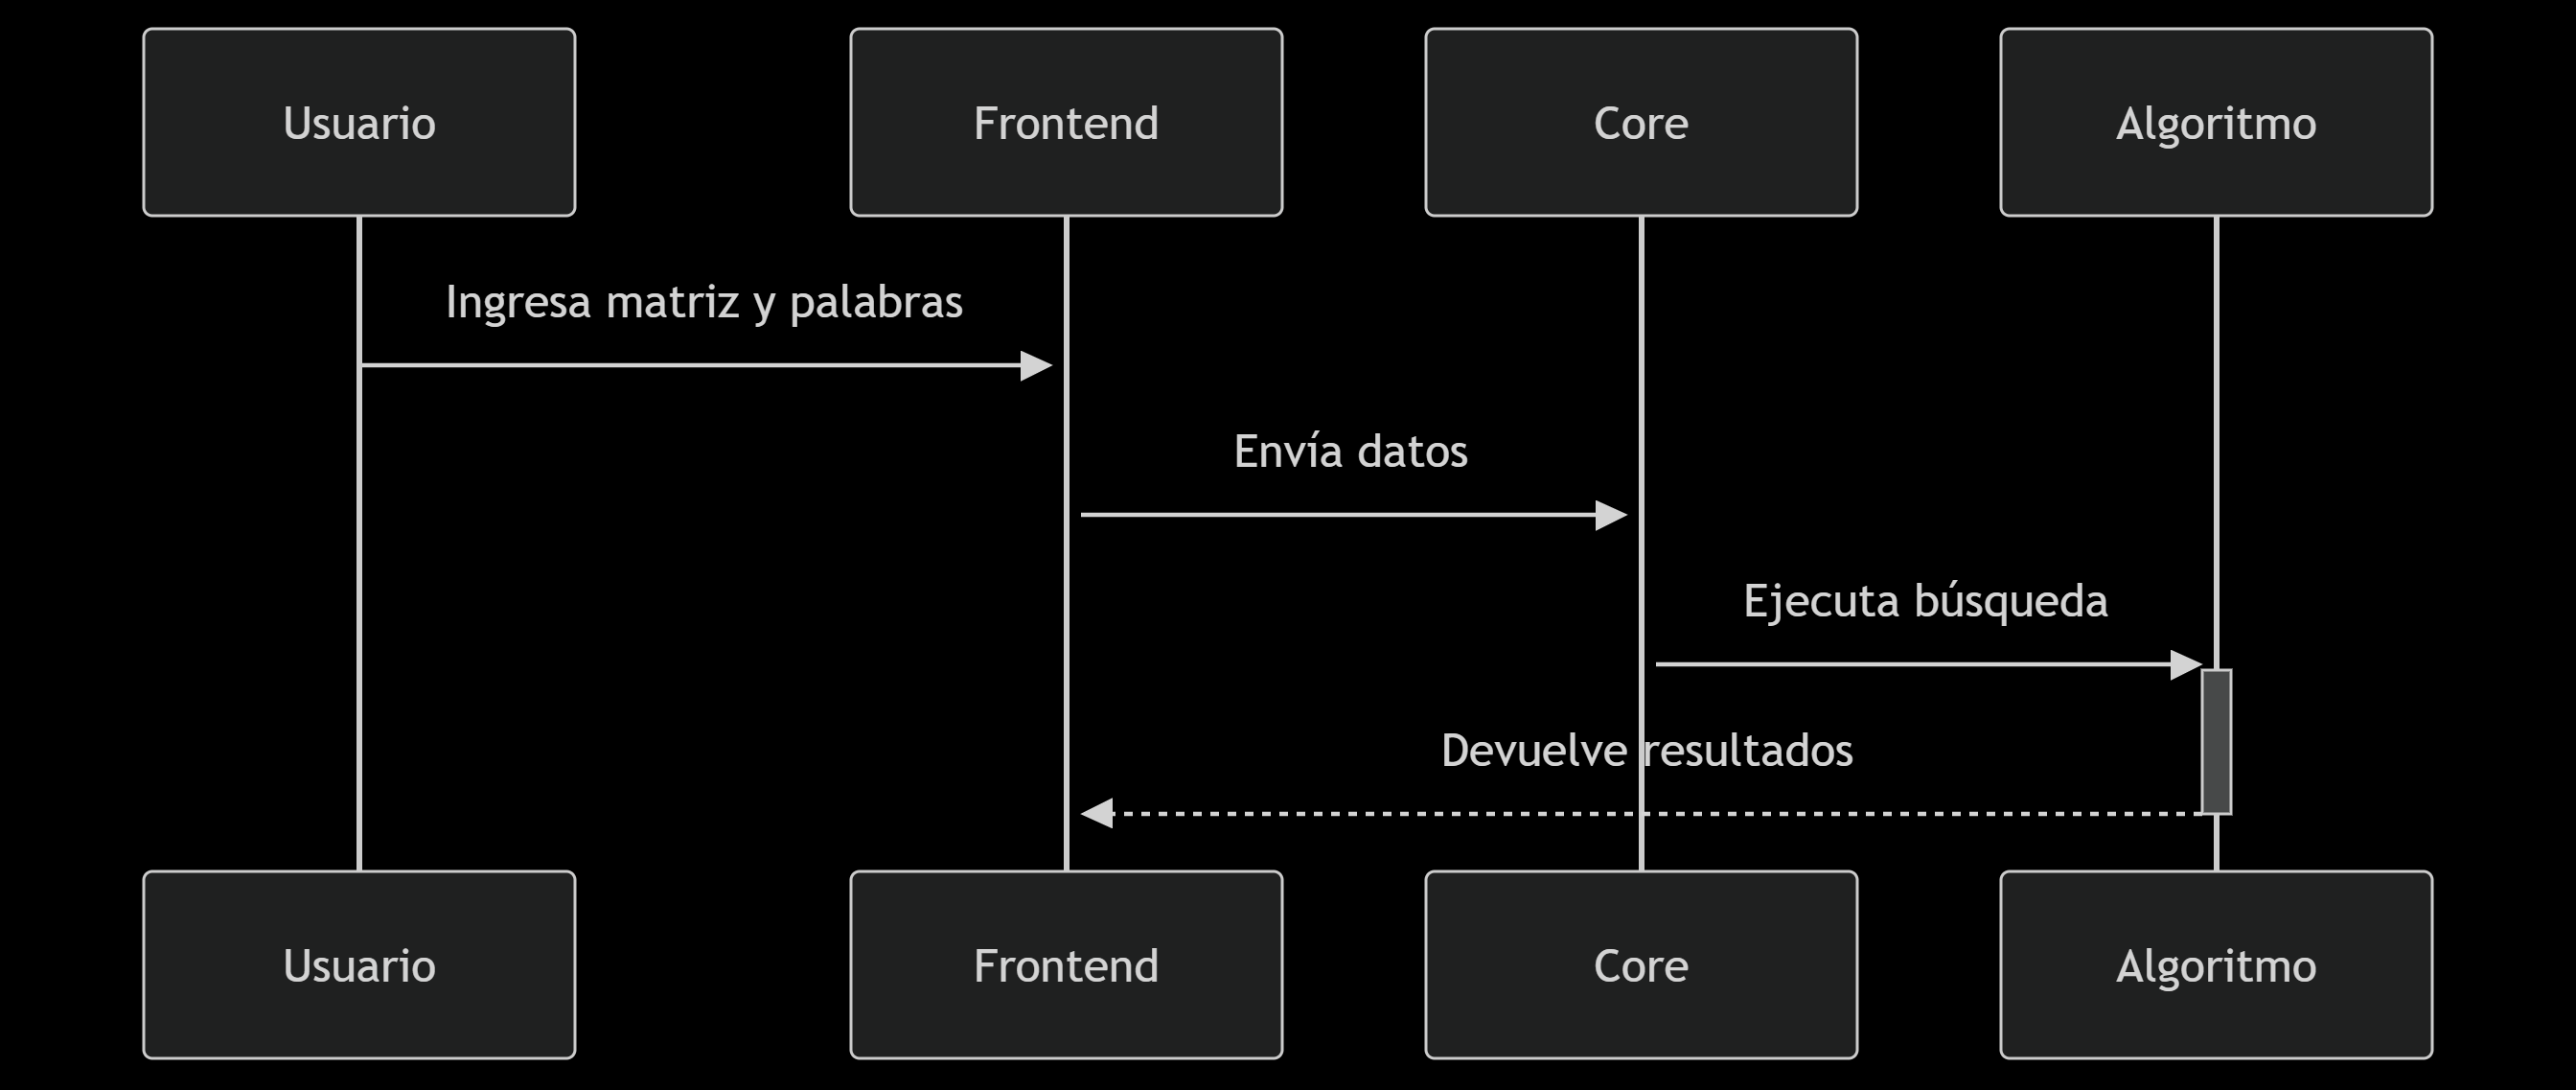 Usuario
Frontend
Core
Algoritmo
Ingresa matriz y palabras
Envía datos
Ejecuta búsqueda
Devuelve resultados
Usuario
Frontend
Core
Algoritmo